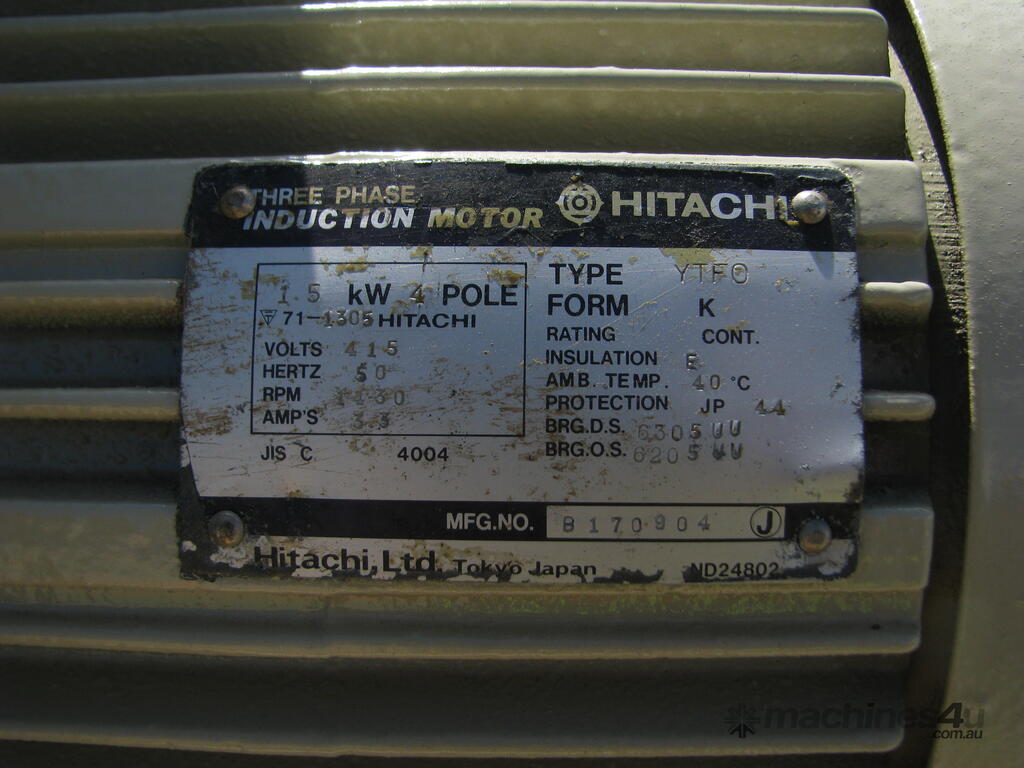 THREE PHASE
INDUCTION MOTOR
HITACHI
1.5 kW 4 POLE
71-1305 HITACHI
VOLTS 415
HERTZ 50
RPM 1430
AMP'S 3.3
JIS C 4004
TYPE YTFO
FORM K
RATING CONT.
INSULATION E
AMB. TEMP. 40 °C
PROTECTION JP 44
BRG.D.S. 6305UU
BRG.O.S. 6205UU
MFG.NO. B170904 J
Hitachi, Ltd. Tokyo Japan ND24802
machines4u
.com.au